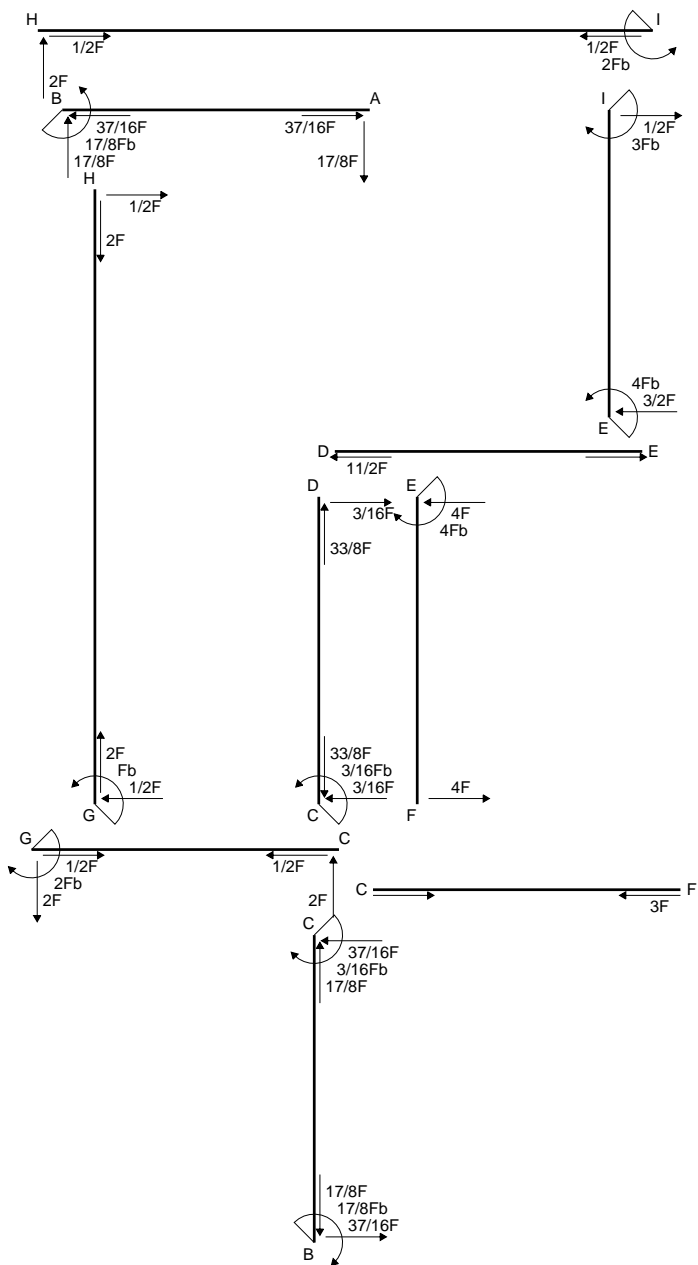 H I
1/2F 1/2F
2Fb
2F
B A I
37/16F 37/16F 1/2F
17/8Fb 3Fb
17/8F 17/8F
H
1/2F
2F
4Fb
3/2F
E
D E
11/2F
D E
3/16F 4F
4Fb
33/8F
2F 33/8F
Fb 3/16Fb
1/2F 3/16F 4F
G C F
G C
1/2F 1/2F
2Fb
2F 2F
C F
3F
C
37/16F
3/16Fb
17/8F
17/8F
17/8Fb
37/16F
B